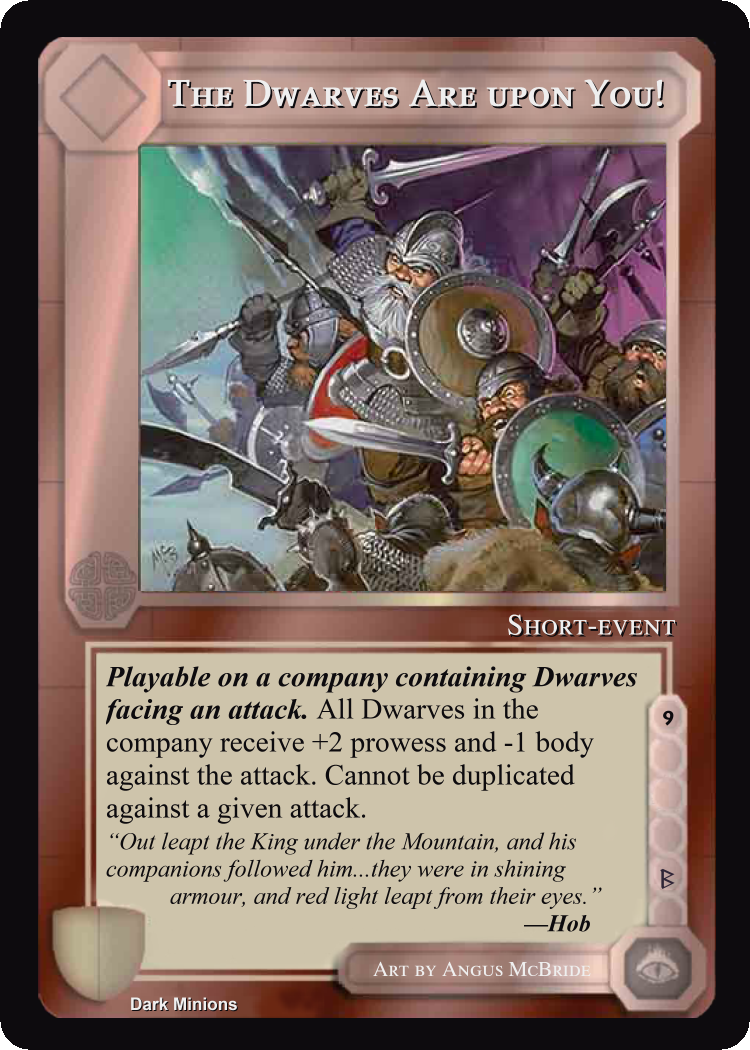 The Dwarves Are upon You!
McB
Short-event
Playable on a company containing Dwarves
facing an attack. All Dwarves in the
company receive +2 prowess and -1 body
against the attack. Cannot be duplicated
against a given attack.
“Out leapt the King under the Mountain, and his
companions followed him...they were in shining
armour, and red light leapt from their eyes.”
—Hob
9
ᛒ
Art by Angus McBride
Dark Minions